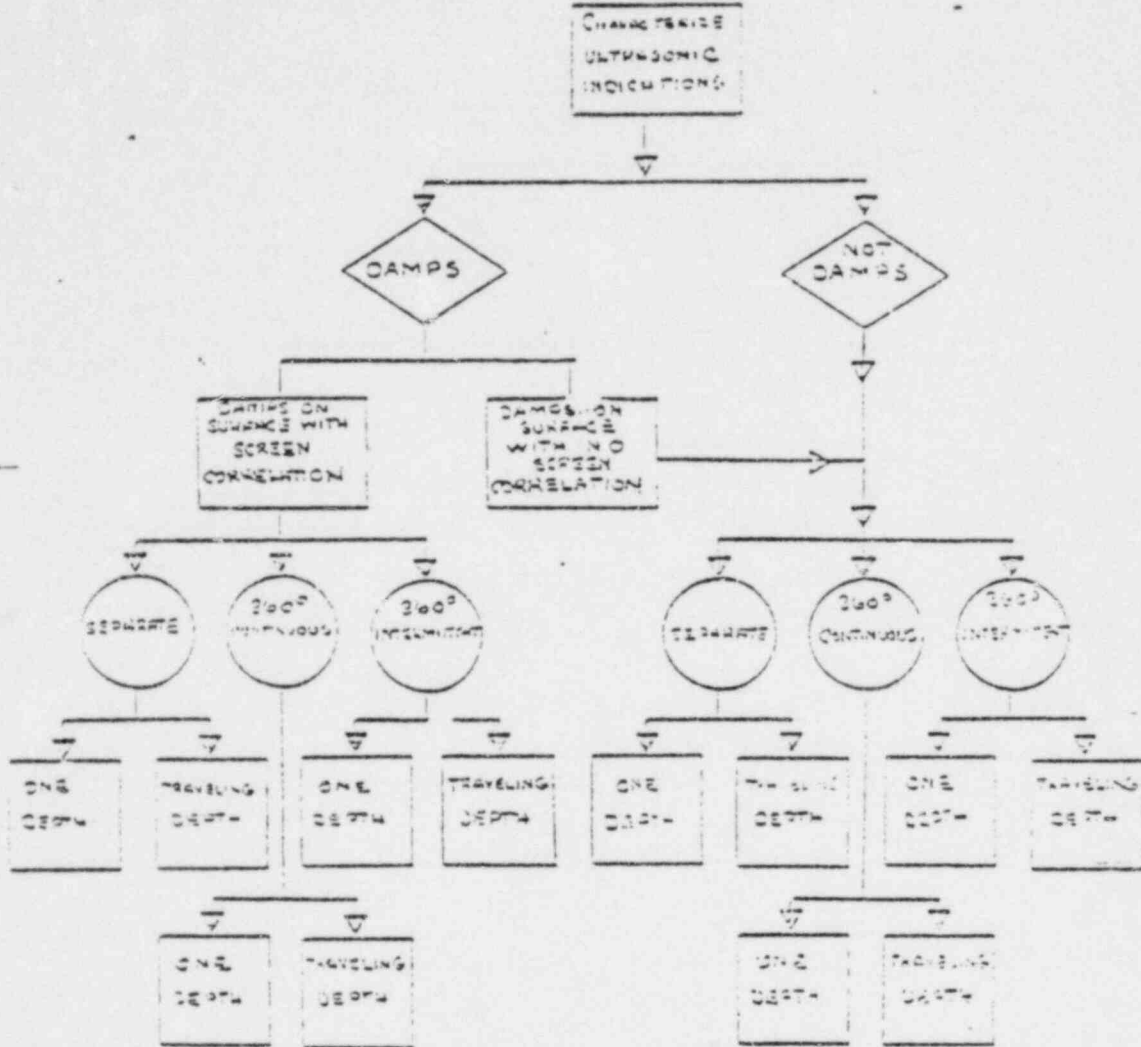 CHARACTERIZE
ULTRASONIC
INDICATIONS
DAMPS
NOT
DAMPS
DAMPS ON
SURFACE WITH
SCREEN
CORRELATION
DAMPS ON
SURFACE
WITH NO
SCREEN
CORRELATION
SEPARATE
360°
CONTINUOUS
360°
INTERMITTENT
SEPARATE
360°
CONTINUOUS
360°
INTERMITTENT
ONE
DEPTH
TRAVELING
DEPTH
ONE
DEPTH
TRAVELING
DEPTH
ONE
DEPTH
TRAVELING
DEPTH
ONE
DEPTH
TRAVELING
DEPTH
ONE
DEPTH
TRAVELING
DEPTH
ONE
DEPTH
TRAVELING
DEPTH